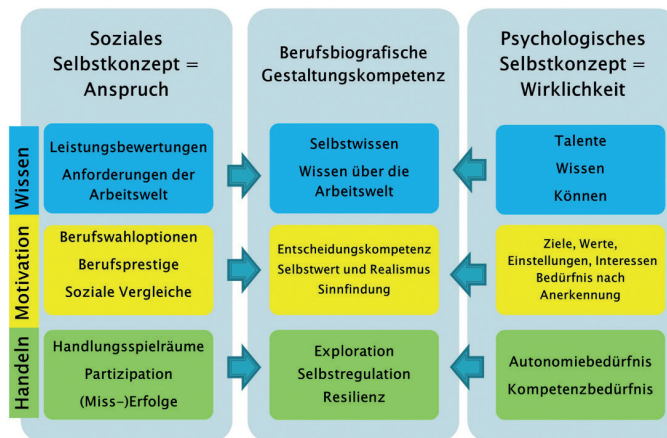 Soziales
Selbstkonzept =
Anspruch
Berufsbiografische
Gestaltungskompetenz
Psychologisches
Selbstkonzept =
Wirklichkeit
Wissen
Leistungsbewertungen
Anforderungen der
Arbeitswelt
Selbstwissen
Wissen über die
Arbeitswelt
Talente
Wissen
Können
Motivation
Berufswahloptionen
Berufsprestige
Soziale Vergleiche
Entscheidungskompetenz
Selbstwert und Realismus
Sinnfindung
Ziele, Werte,
Einstellungen, Interessen
Bedürfnis nach
Anerkennung
Handeln
Handlungsspielräume
Partizipation
(Miss-)Erfolge
Exploration
Selbstregulation
Resilienz
Autonomiebedürfnis
Kompetenzbedürfnis